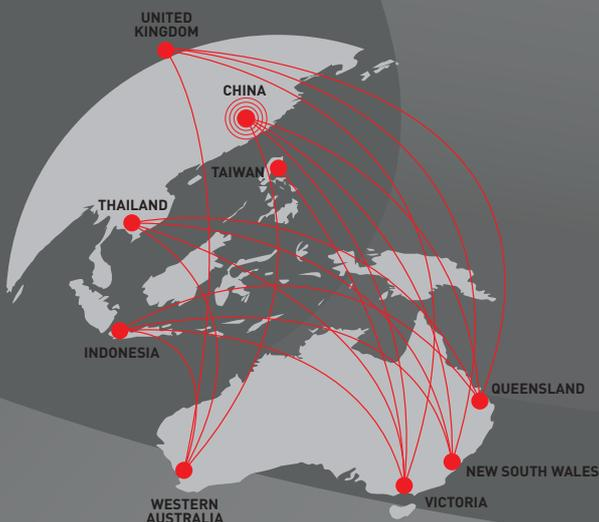 UNITED
KINGDOM
CHINA
TAIWAN
THAILAND
INDONESIA
QUEENSLAND
NEW SOUTH WALES
VICTORIA
WESTERN
AUSTRALIA